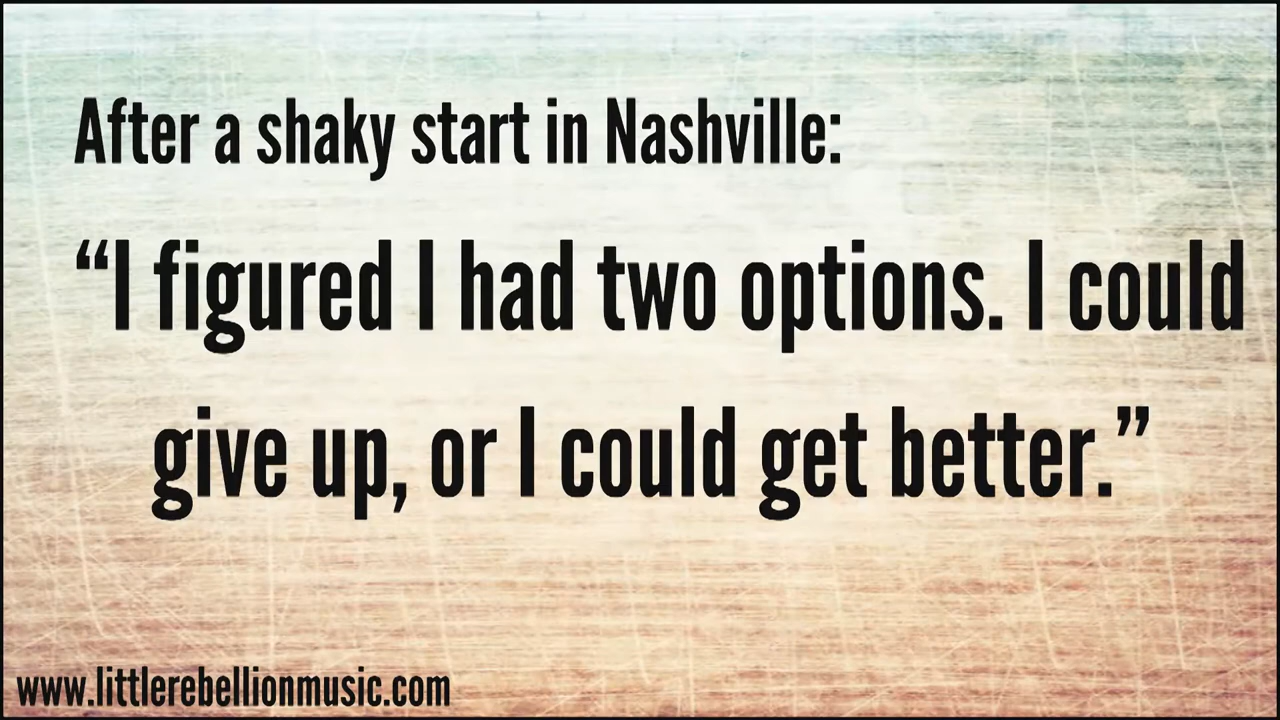 After a shaky start in Nashville:
“I figured I had two options. I could
give up, or I could get better.”
www.littlerebellionmusic.com